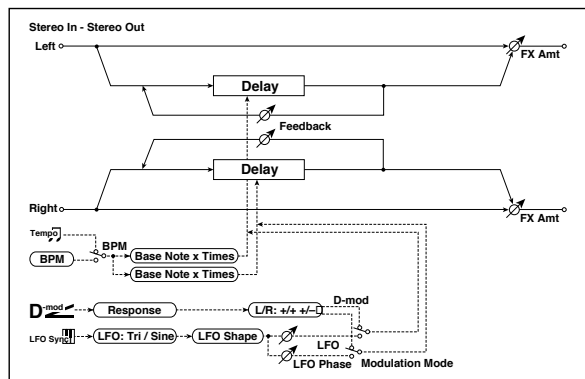 Stereo In - Stereo Out
Left
FX Amt
Delay
Feedback
Delay
Right
FX Amt
Tempo
BPM
BPM
Base Note x Times
Base Note x Times
D-mod
Response
L/R: +/+ +/–
D-mod
LFO Sync
LFO: Tri / Sine
LFO Shape
LFO
LFO Phase
Modulation Mode